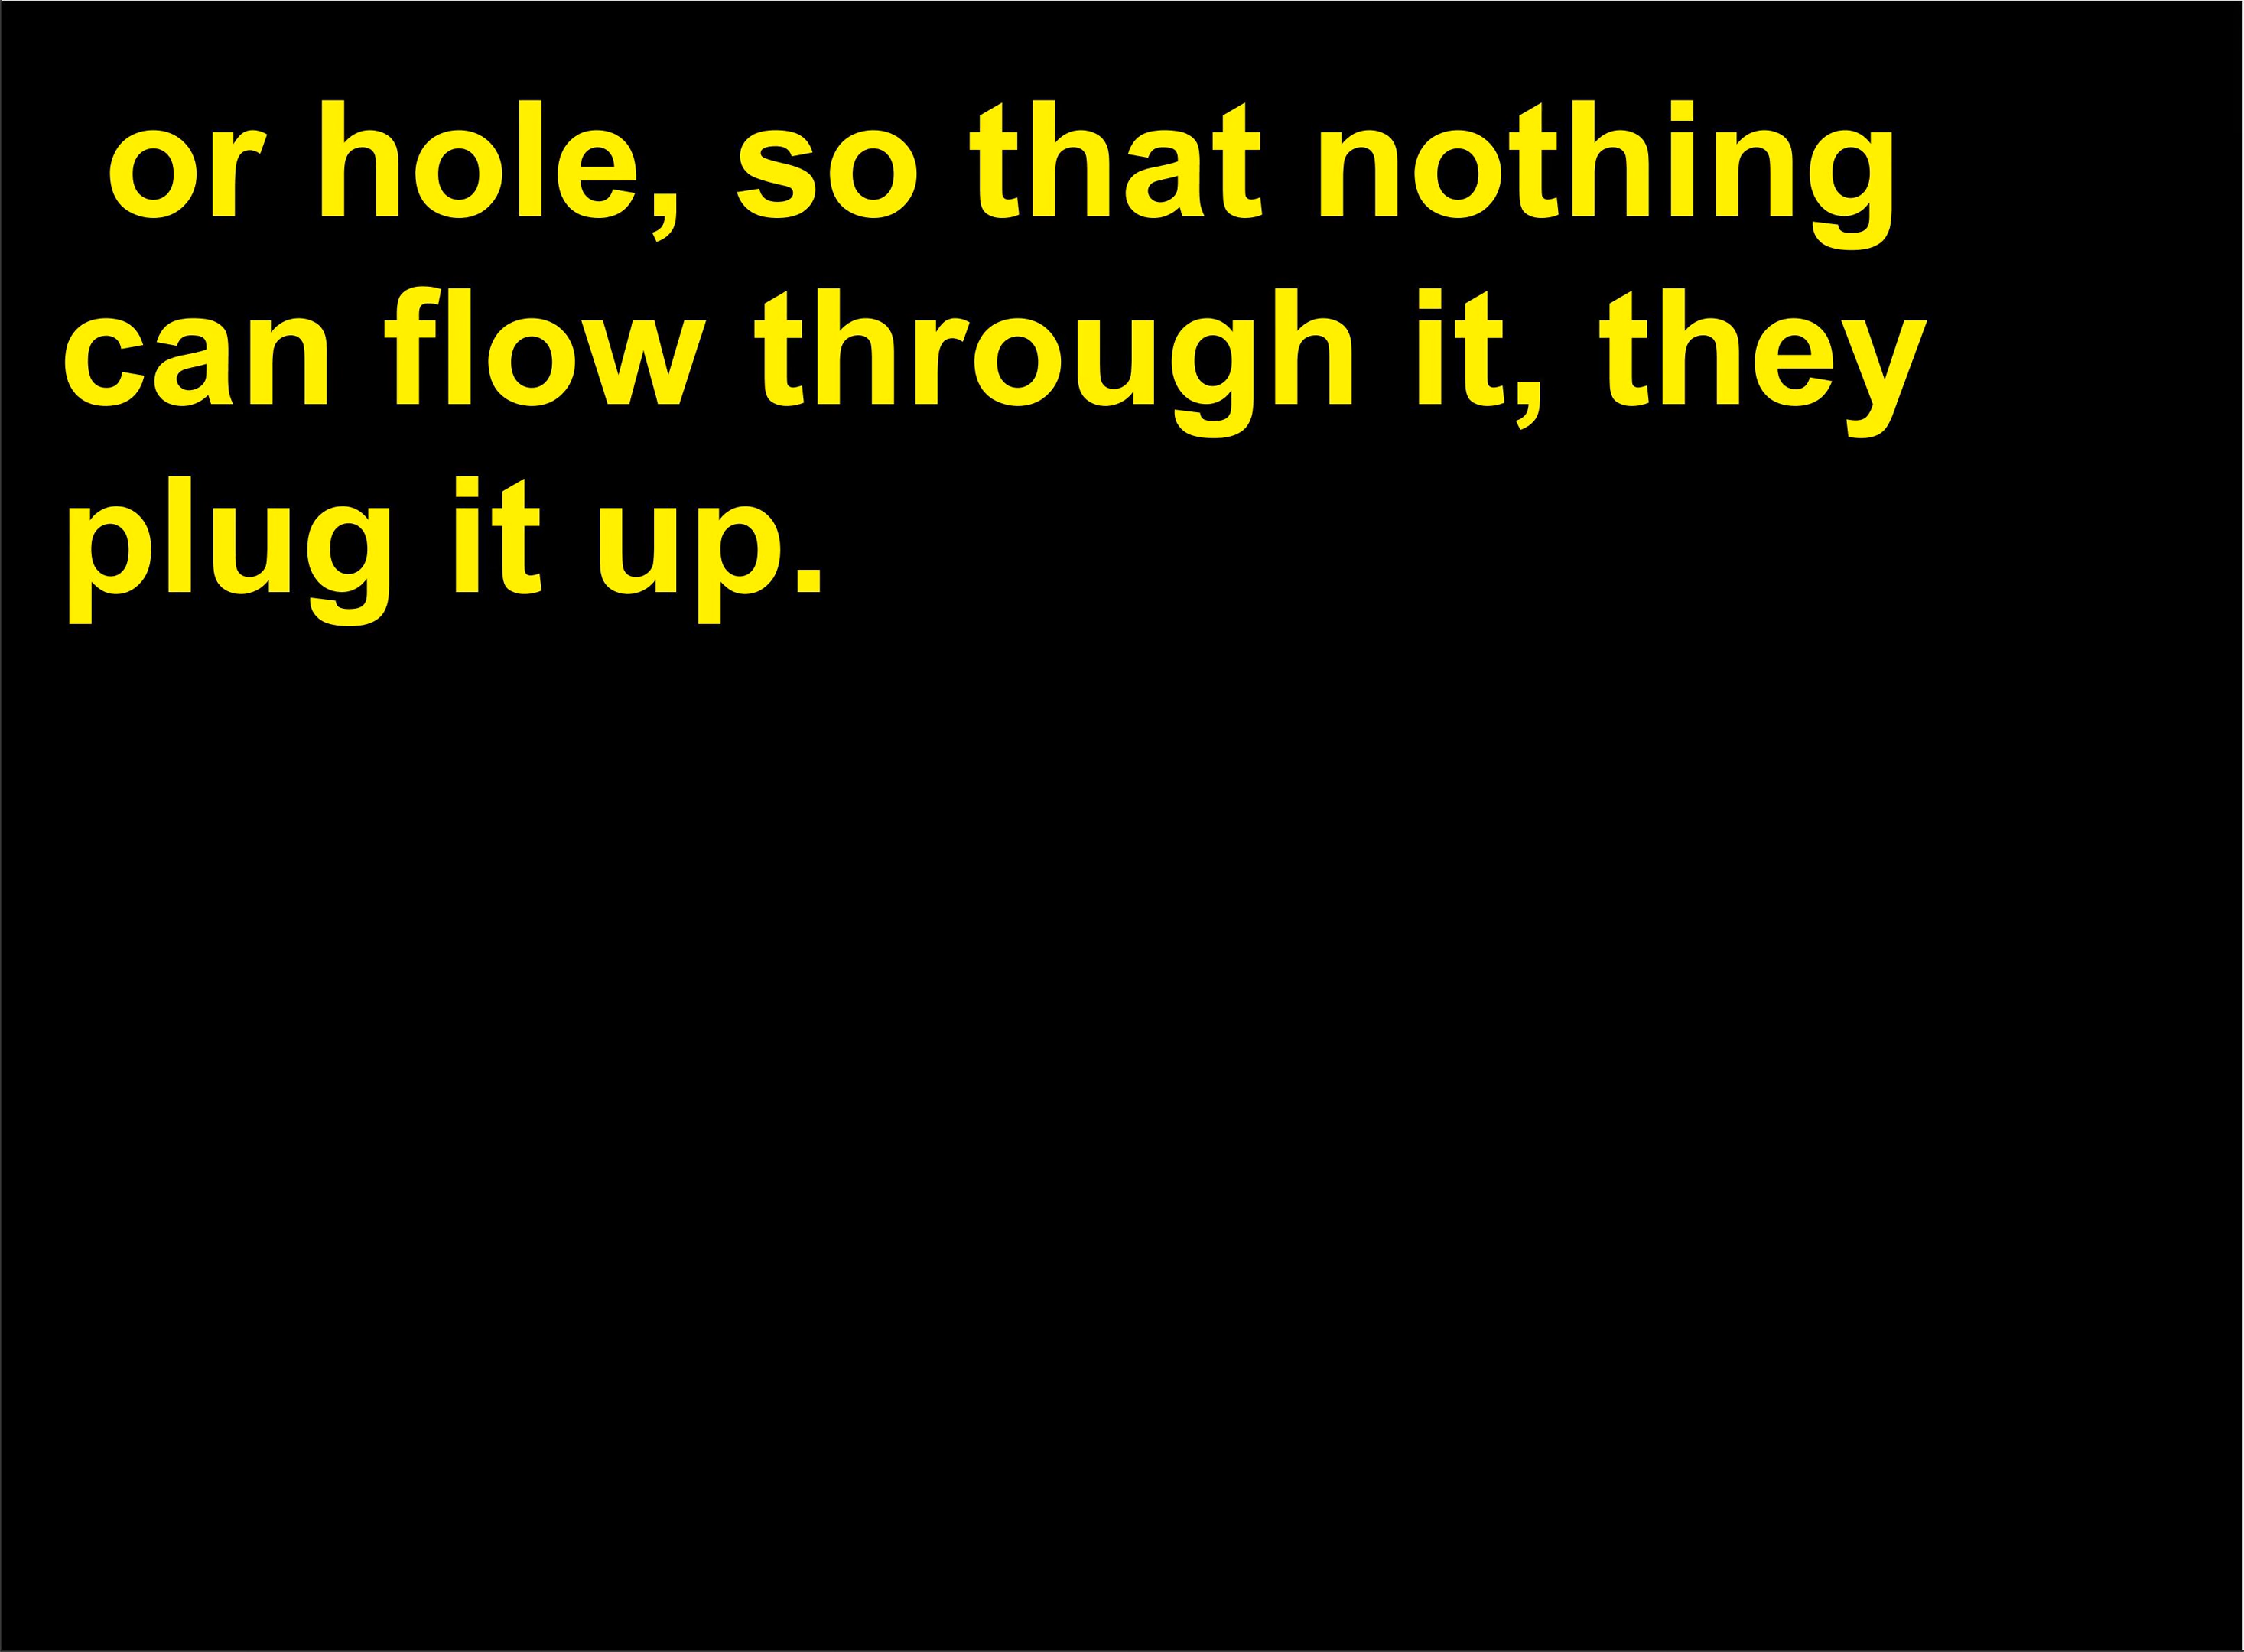 or hole, so that nothing
can flow through it, they
plug it up.